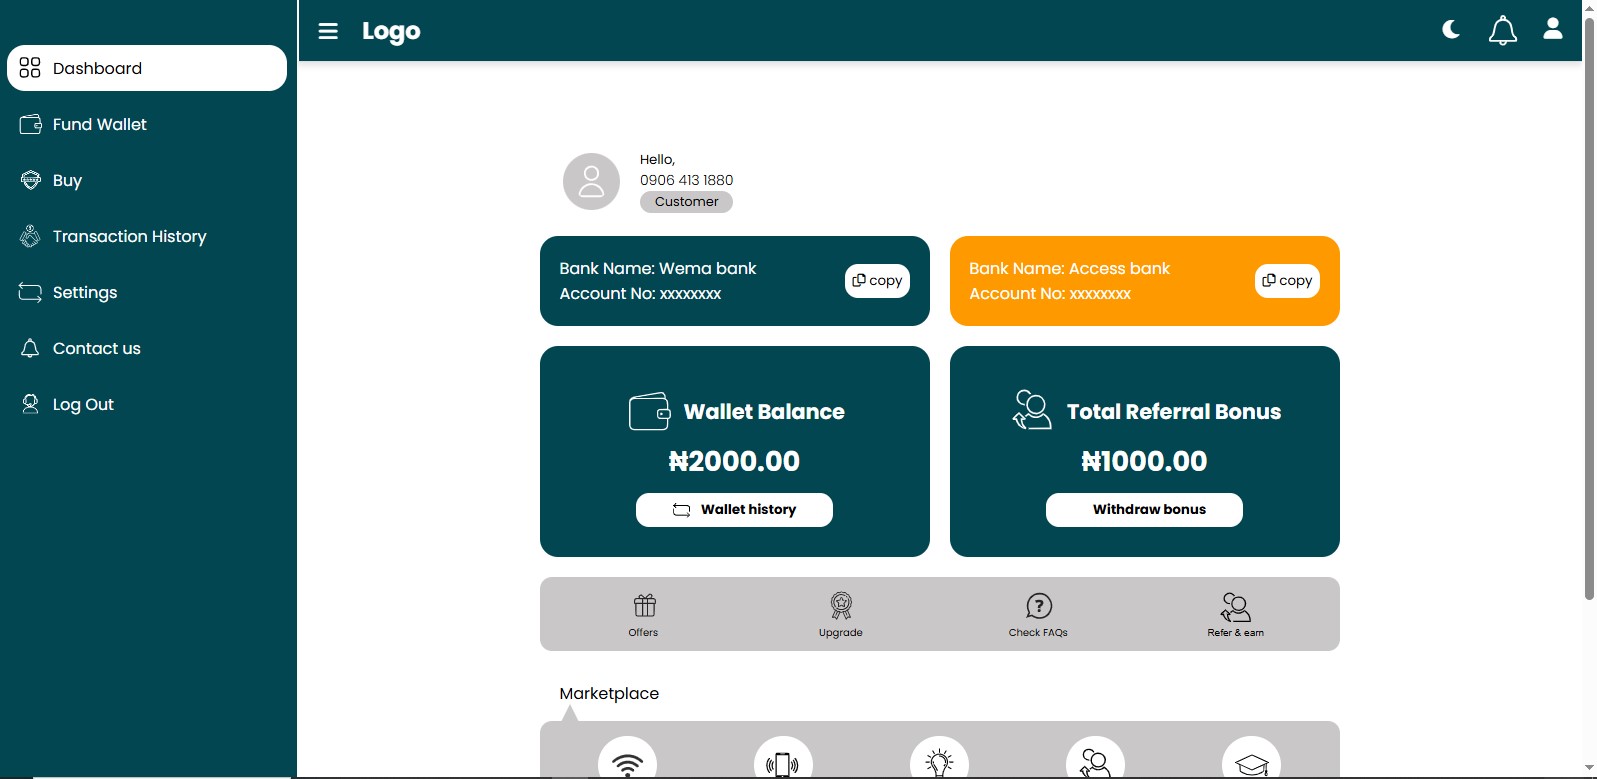 Logo
Dashboard
Fund Wallet
Buy
Transaction History
Settings
Contact us
Log Out
Hello,
0906 413 1880
Customer
Bank Name: Wema bank
Account No: xxxxxxxx
copy
Bank Name: Access bank
Account No: xxxxxxxx
copy
Wallet Balance
₦2000.00
Wallet history
Total Referral Bonus
₦1000.00
Withdraw bonus
Offers
Upgrade
Check FAQs
Refer & earn
Marketplace